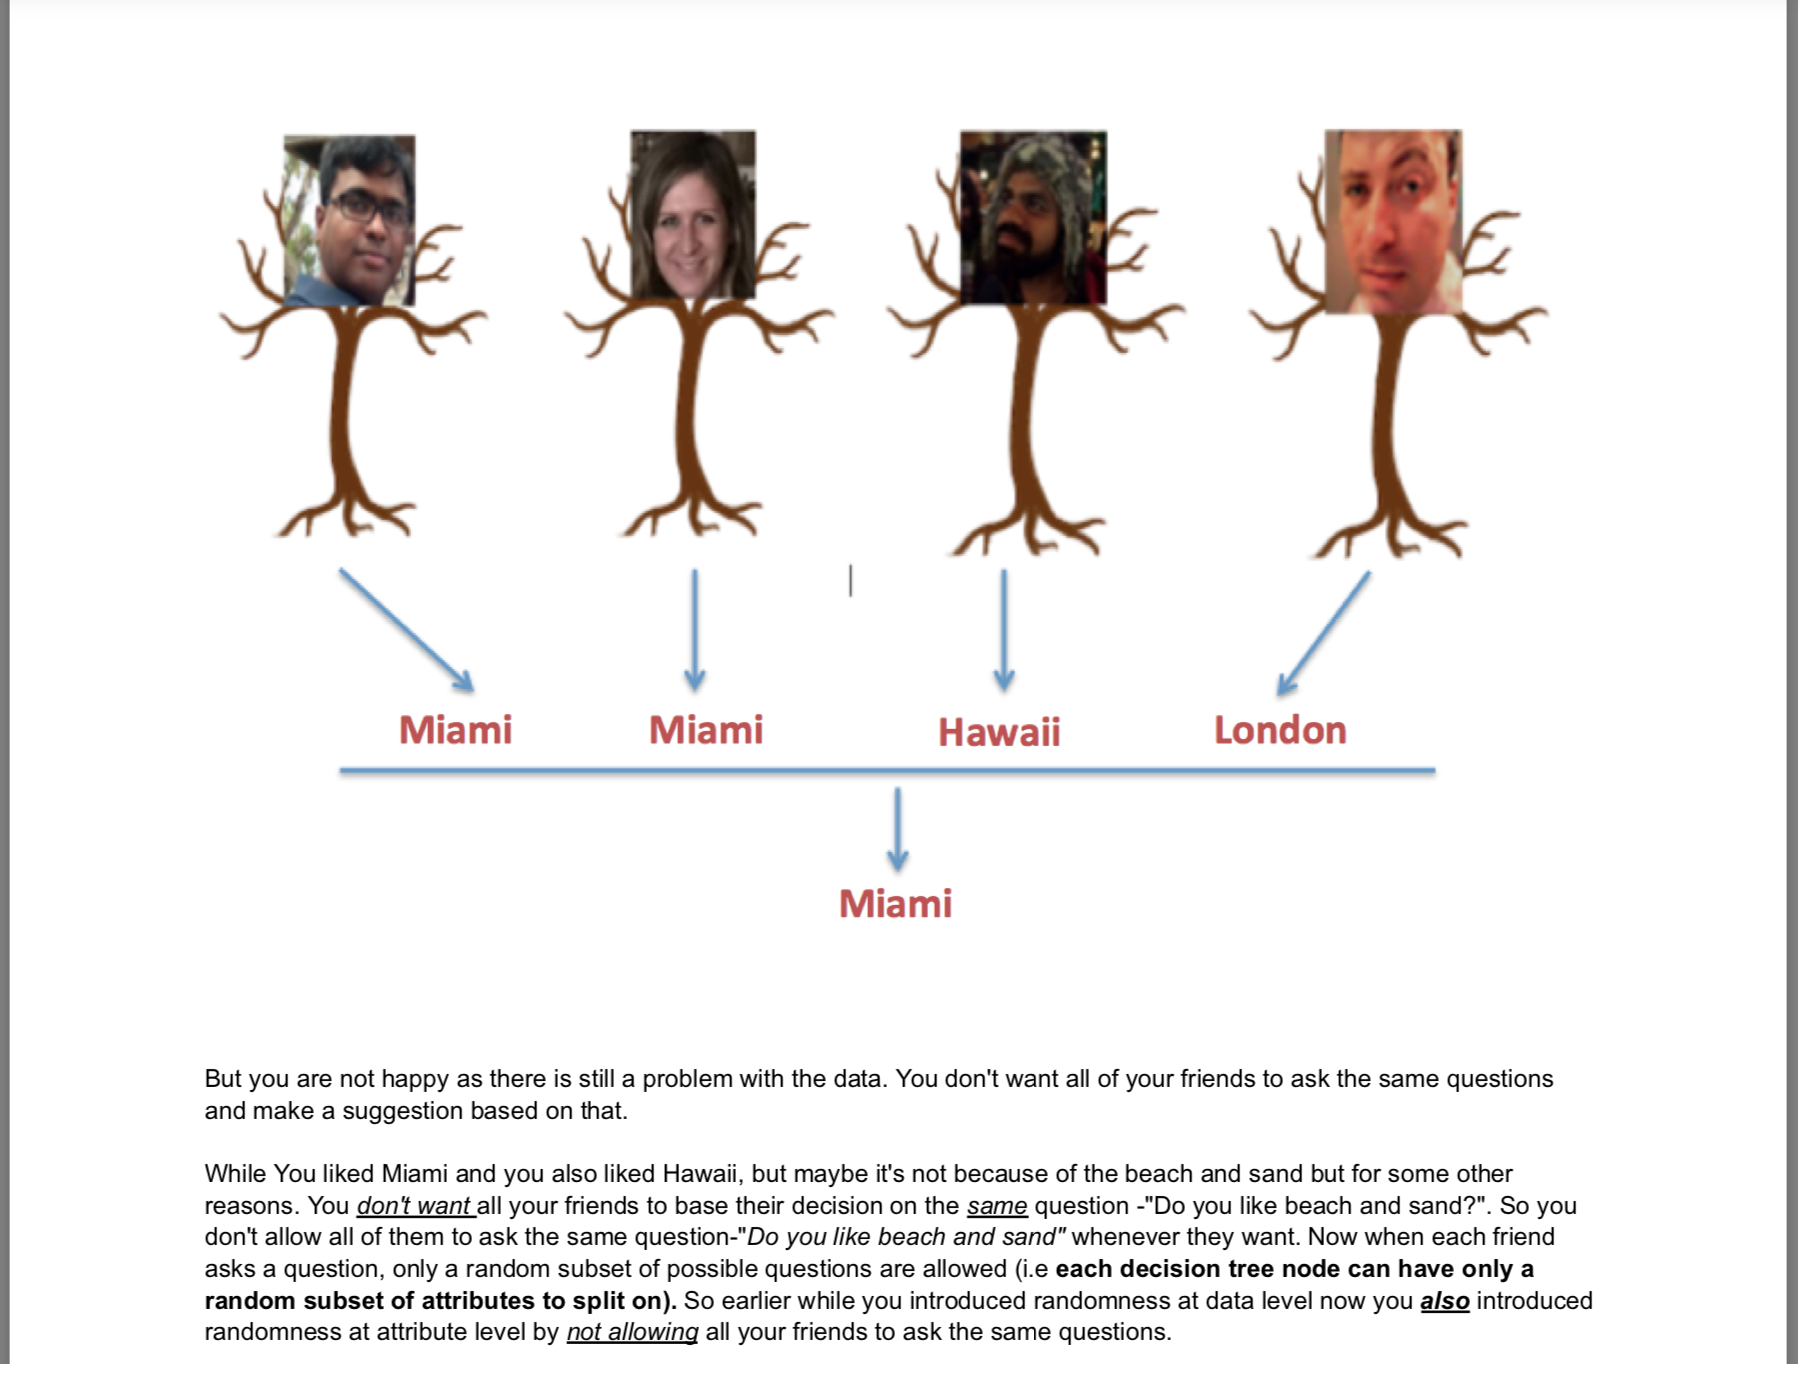 Miami Miami Hawaii London
Miami
But you are not happy as there is still a problem with the data. You don't want all of your friends to ask the same questions
and make a suggestion based on that.
While You liked Miami and you also liked Hawaii, but maybe it's not because of the beach and sand but for some other
reasons. You don't want all your friends to base their decision on the same question -"Do you like beach and sand?". So you
don't allow all of them to ask the same question-"Do you like beach and sand" whenever they want. Now when each friend
asks a question, only a random subset of possible questions are allowed (i.e each decision tree node can have only a
random subset of attributes to split on). So earlier while you introduced randomness at data level now you also introduced
randomness at attribute level by not allowing all your friends to ask the same questions.